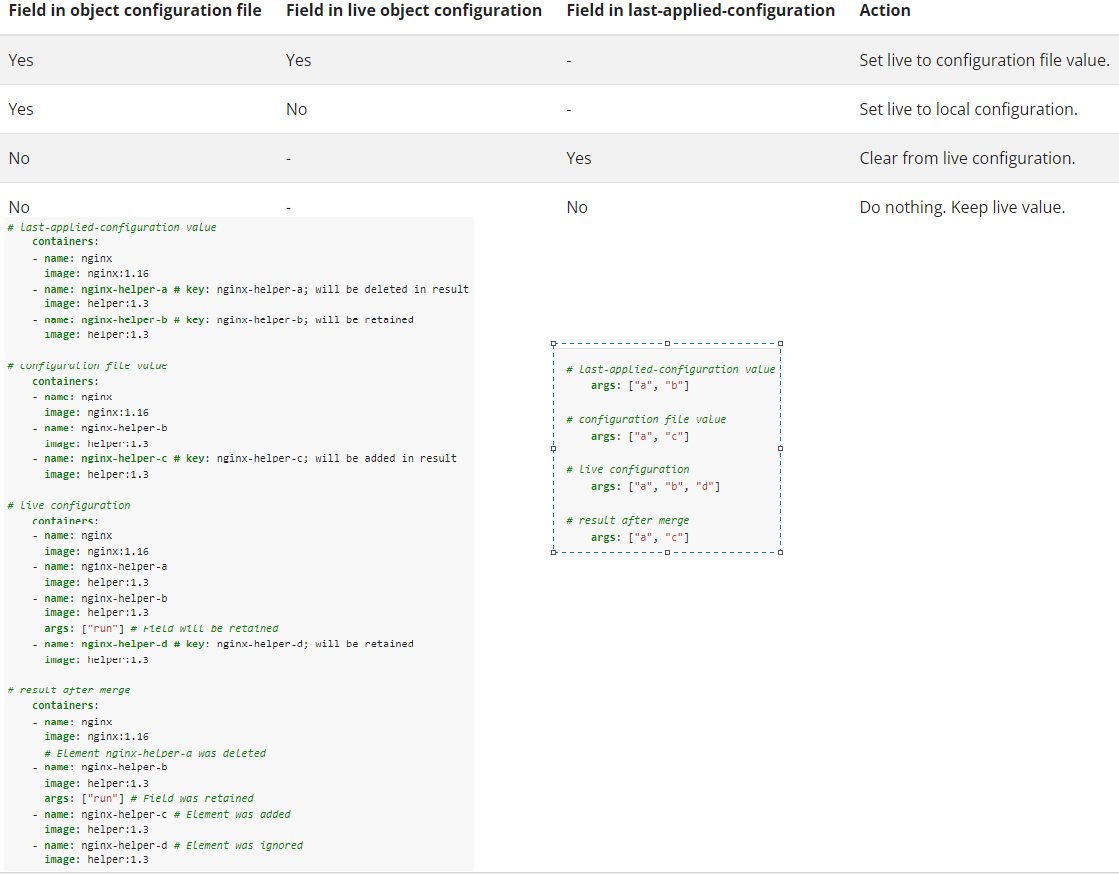 Field in object configuration file Field in live object configuration Field in last-applied-configuration Action
Yes Yes - Set live to configuration file value.
Yes No - Set live to local configuration.
No - Yes Clear from live configuration.
No - No Do nothing. Keep live value.
# last-applied-configuration value
containers:
- name: nginx
image: nginx:1.16
- name: nginx-helper-a # key: nginx-helper-a; will be deleted in result
image: helper:1.3
- name: nginx-helper-b # key: nginx-helper-b; will be retained
image: helper:1.3
# configuration file value
containers:
- name: nginx
image: nginx:1.16
- name: nginx-helper-b
image: helper:1.3
- name: nginx-helper-c # key: nginx-helper-c; will be added in result
image: helper:1.3
# live configuration
containers:
- name: nginx
image: nginx:1.16
- name: nginx-helper-a
image: helper:1.3
- name: nginx-helper-b
image: helper:1.3
args: ["run"] # Field will be retained
- name: nginx-helper-d # key: nginx-helper-d; will be retained
image: helper:1.3
# result after merge
containers:
- name: nginx
image: nginx:1.16
# Element nginx-helper-a was deleted
- name: nginx-helper-b
image: helper:1.3
args: ["run"] # Field was retained
- name: nginx-helper-c # Element was added
image: helper:1.3
- name: nginx-helper-d # Element was ignored
image: helper:1.3
# last-applied-configuration value
args: ["a", "b"]
# configuration file value
args: ["a", "c"]
# live configuration
args: ["a", "b", "d"]
# result after merge
args: ["a", "c"]